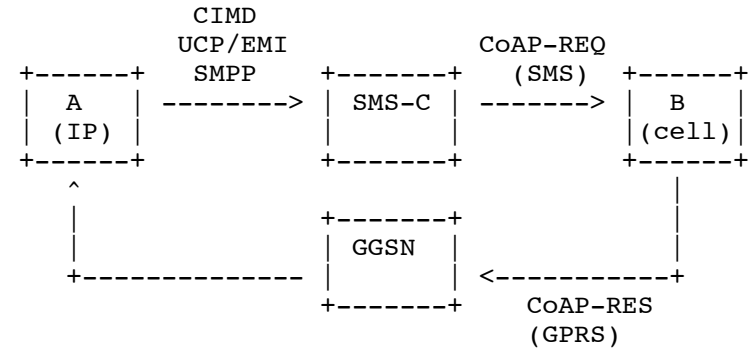 CIMD
UCP/EMI CoAP-REQ
+------+ SMPP +-------+ (SMS) +------+
| A | --------> | SMS-C | -------> | B |
| (IP) | | | |(cell)|
+------+ +-------+ +------+
^ |
| +-------+ |
| | GGSN | |
+--------------- | | <-----------+
+-------+ CoAP-RES
(GPRS)